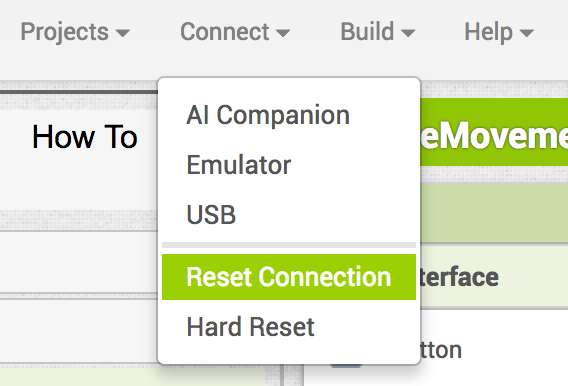 Projects Connect Build Help
AI Companion
How To
eMoveme
Emulator
USB
Reset Connection
terface
Hard Reset
tton